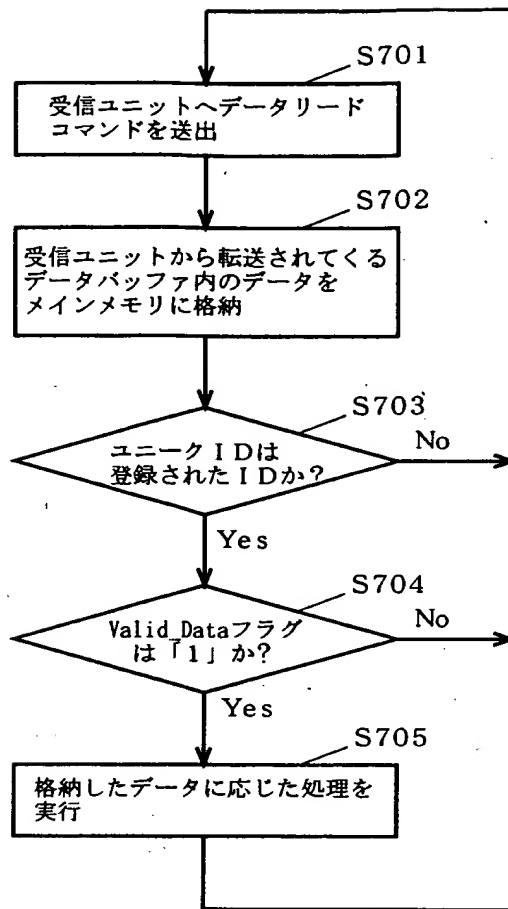 S701
受信ユニットへデータリード
コマンドを送出
S702
受信ユニットから転送されてくる
データバッファ内のデータを
メインメモリに格納
S703
ユニークIDは
登録されたIDか?
No
Yes
S704
Valid_Dataフラグ
は「1」か?
No
Yes
S705
格納したデータに応じた処理を
実行